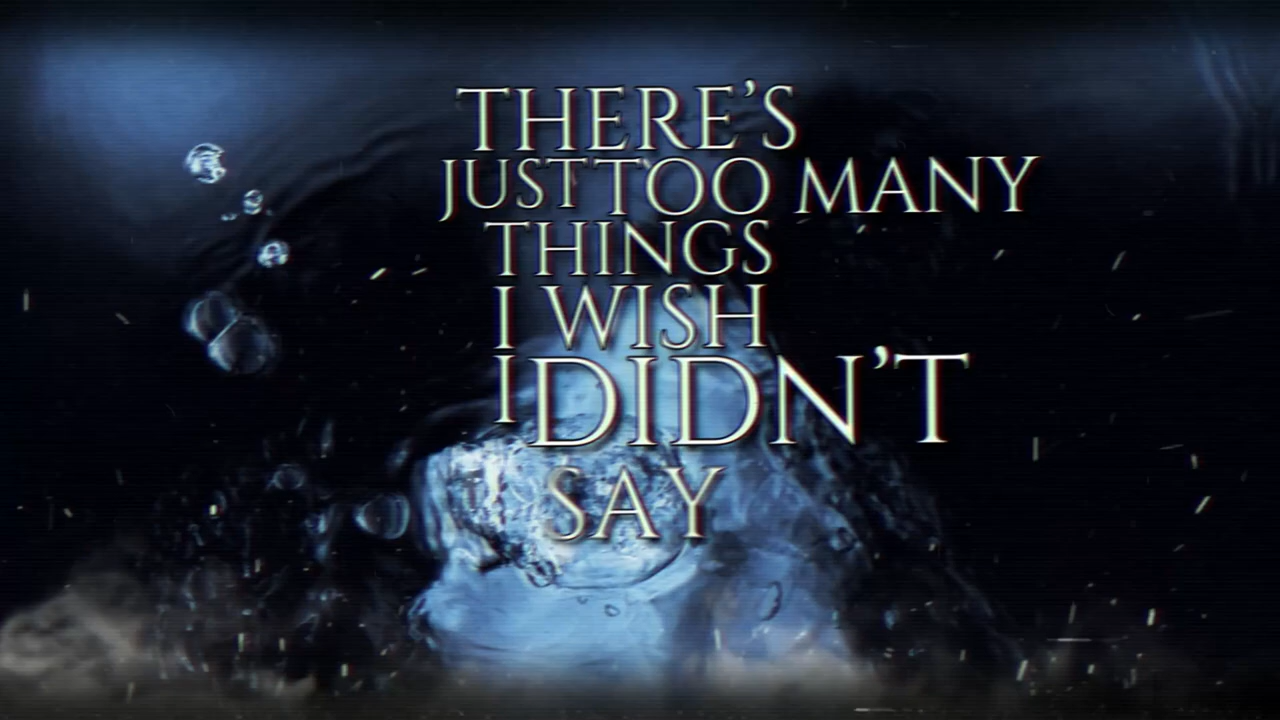 THERE’S
JUST TOO MANY
THINGS
I WISH
I DIDN’T
SAY